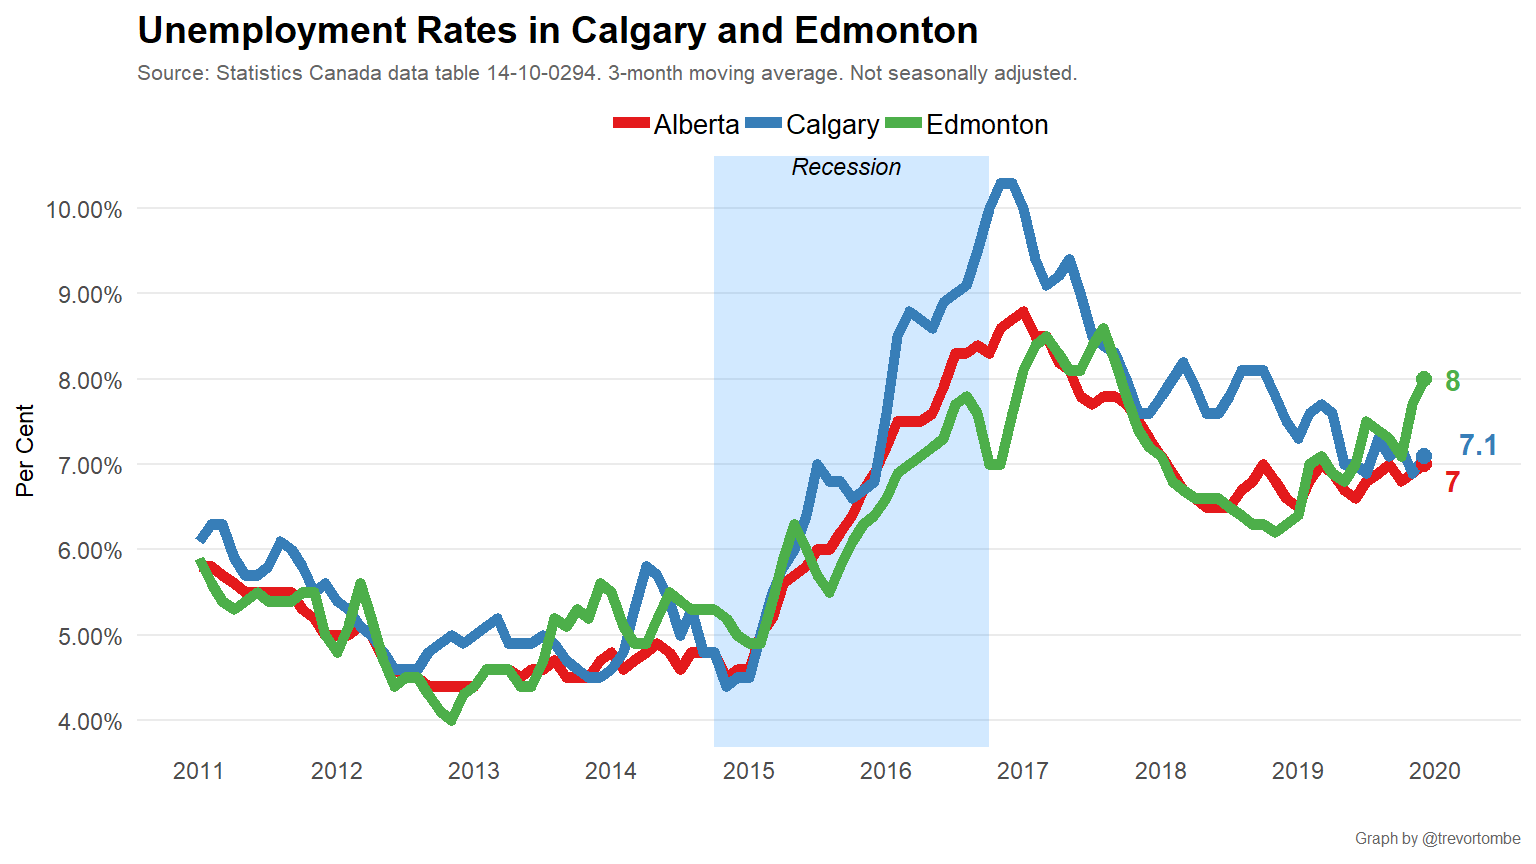 Unemployment Rates in Calgary and Edmonton
Source: Statistics Canada data table 14-10-0294. 3-month moving average. Not seasonally adjusted.
Alberta Calgary Edmonton
Recession
10.00%
9.00%
8.00%
7.00%
6.00%
5.00%
4.00%
Per Cent
8
7.1
7
2011 2012 2013 2014 2015 2016 2017 2018 2019 2020
Graph by @trevortombe